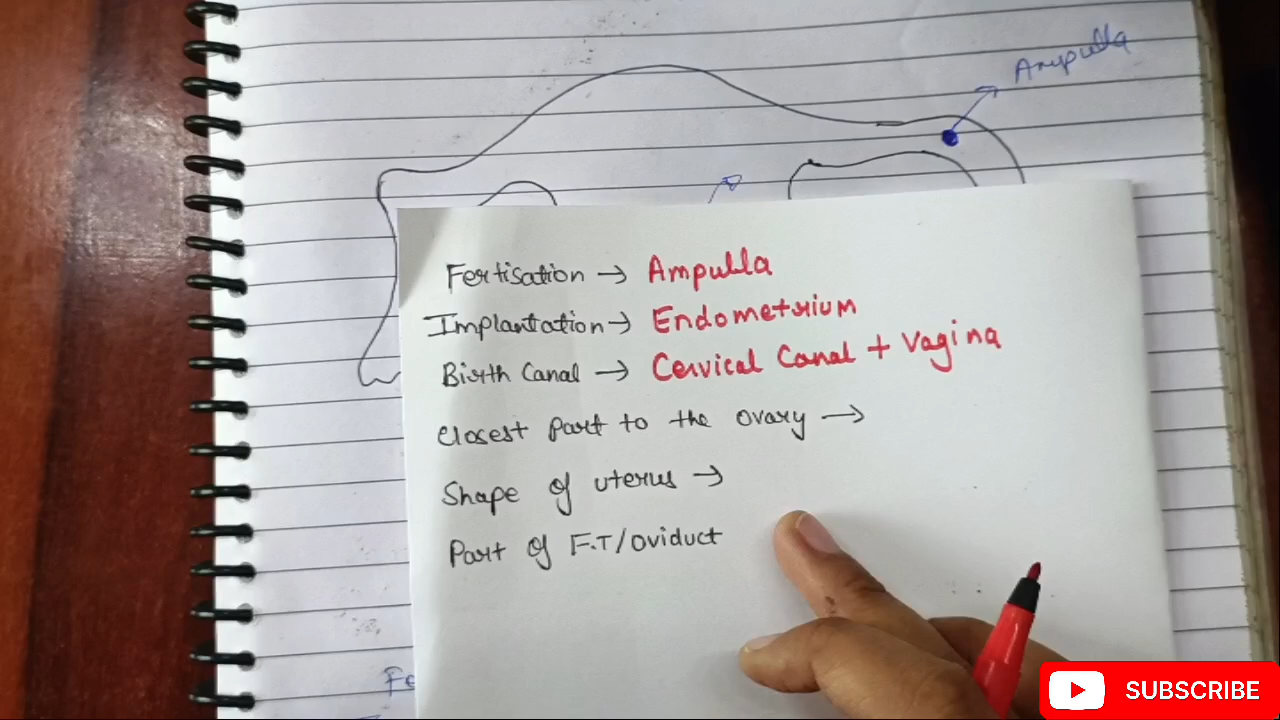 Ampulla
Fertisation → Ampulla
Implantation → Endometrium
Birth Canal → Cervical Canal + Vagina
Closest part to the ovary →
Shape of uterus →
Part of F.T/oviduct
Fe
SUBSCRIBE